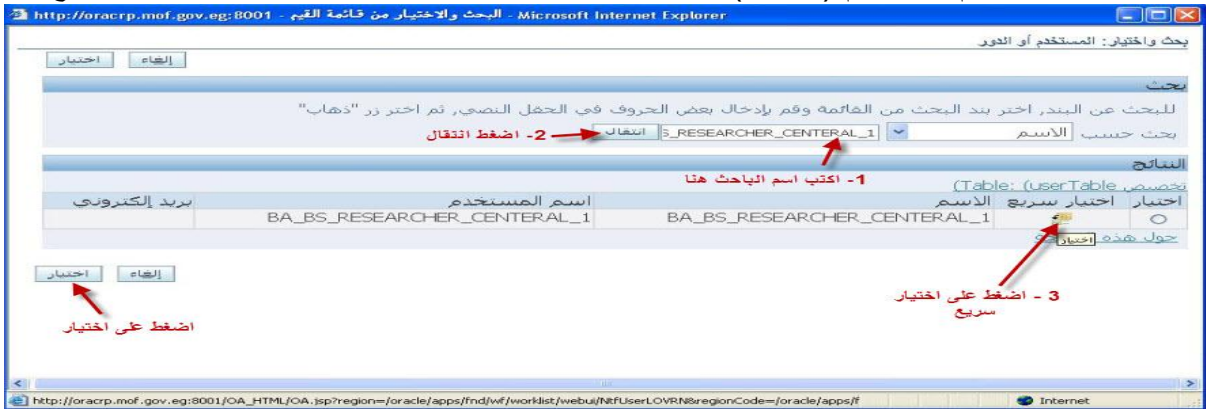 http://oracrp.mof.gov.eg:8001 - البحث والاختيار من قائمة القيم - Microsoft Internet Explorer
بحث واختيار: المستخدم أو الدور
إلغاء اختيار
بحث
للبحث عن البند, اختر بند البحث من القائمة وقم بإدخال بعض الحروف في الحقل النصي, ثم اختر زر "ذهاب"
بحث حسب الاسم S_RESEARCHER_CENTERAL_1 انتقال 2- اضغط انتقال
1- اكتب اسم الباحث هنا
النتائج
تخصيص Table: (userTable)
اختيار اختيار سريع الاسم اسم المستخدم بريد إلكتروني
BA_BS_RESEARCHER_CENTERAL_1 BA_BS_RESEARCHER_CENTERAL_1
حول هذه اختيار
إلغاء اختيار
3 - اضغط على اختيار
سريع
اضغط على اختيار
http://oracrp.mof.gov.eg:8001/OA_HTML/OA.jsp?region=/oracle/apps/fnd/wf/worklist/webui/NtfUserLOVRN&regionCode=/oracle/apps/f Internet